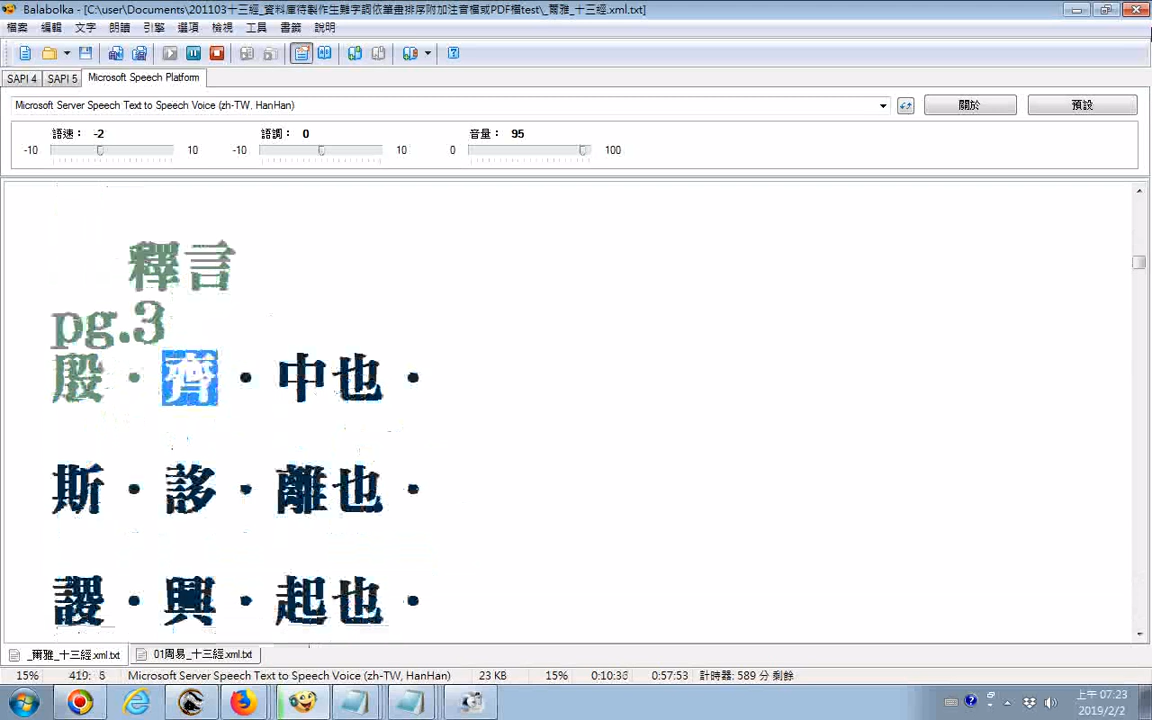 Balabolka - [C:\user\Documents\201103十三經_資料庫待製作生難字詞依筆畫排序附加注音檔或PDF檔test\_爾雅_十三經.xml.txt]
檔案 編輯 文字 朗讀 引擎 選項 檢視 工具 書籤 說明
SAPI 4 SAPI 5 Microsoft Speech Platform
Microsoft Server Speech Text to Speech Voice (zh-TW, HanHan) 關於 預設
語速： -2 語調： 0 音量： 95
-10 10 -10 10 0 100
釋言
pg.3
殷·齊·中也·
斯·誃·離也·
謖·興·起也·
_爾雅_十三經.xml.txt 01周易_十三經.xml.txt
15% 419: 5 Microsoft Server Speech Text to Speech Voice (zh-TW, HanHan) 23 KB 15% 0:10:36 0:57:53 計時器: 589 分 剩餘
上午 07:23
2019/2/2